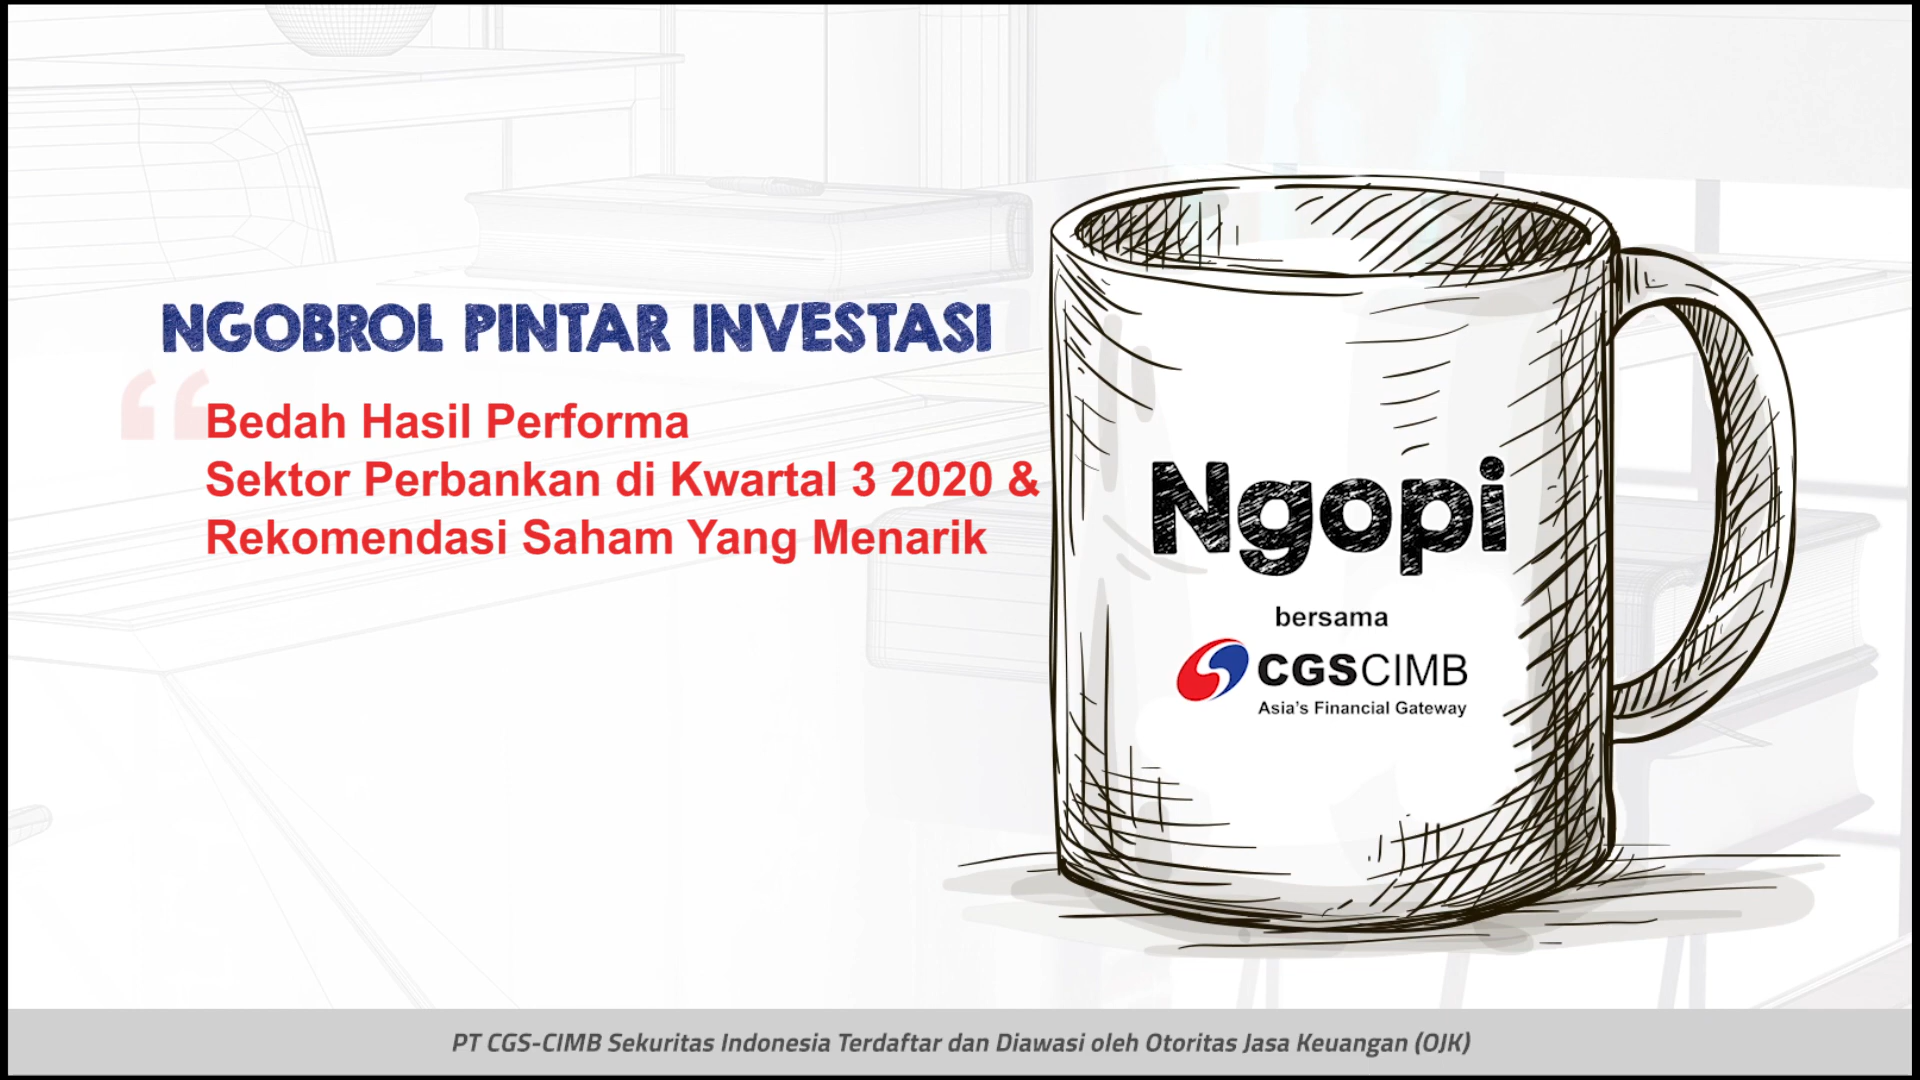 NGOBROL PINTAR INVESTASI
“Bedah Hasil Performa
Sektor Perbankan di Kwartal 3 2020 &
Rekomendasi Saham Yang Menarik
Ngopi
bersama
CGSCIMB
Asia's Financial Gateway
PT CGS-CIMB Sekuritas Indonesia Terdaftar dan Diawasi oleh Otoritas Jasa Keuangan (OJK)